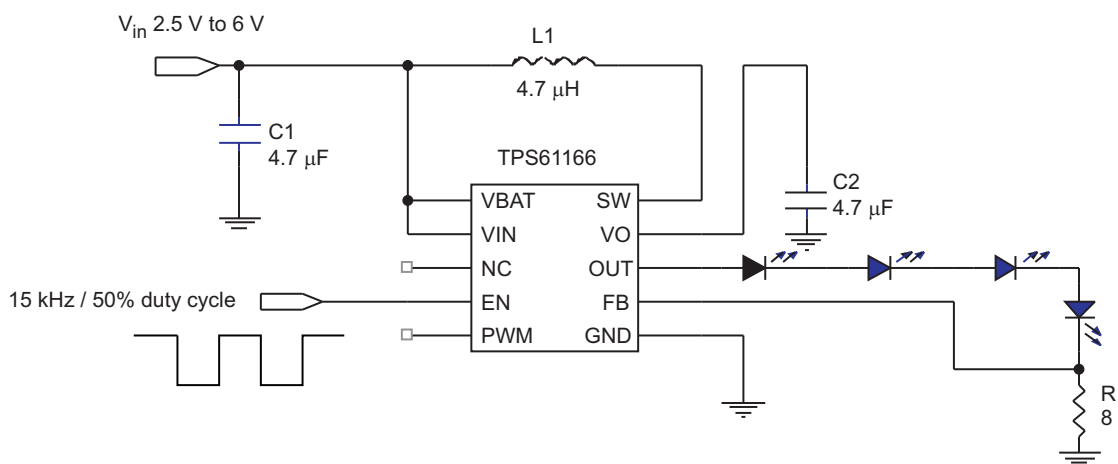 Vin 2.5 V to 6 V
L1
4.7 μH
C1
4.7 μF
TPS61166
C2
4.7 μF
VBAT SW
VIN VO
NC OUT
15 kHz / 50% duty cycle
EN FB
PWM GND
R
8